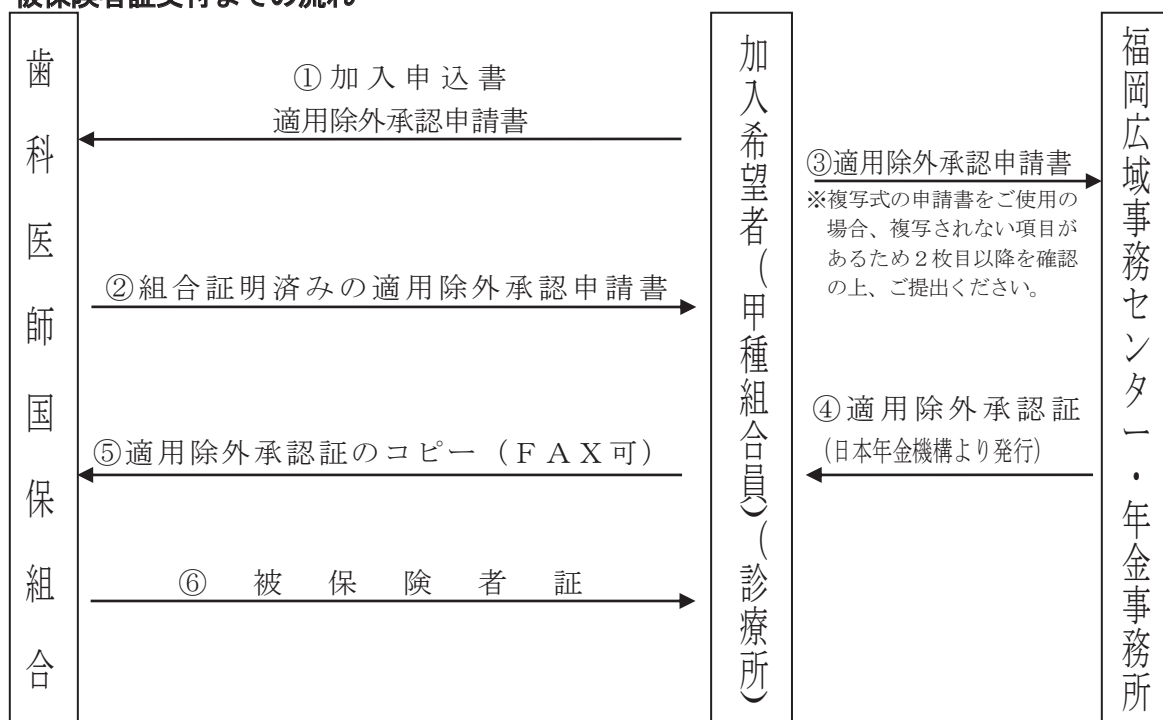 被保険者証交付までの流れ
歯科医師国保組合
①加入申込書
適用除外承認申請書
②組合証明済みの適用除外承認申請書
⑤適用除外承認証のコピー（ＦＡＸ可）
⑥被保険者証
加入希望者（甲種組合員）（診療所）
③適用除外承認申請書
※複写式の申請書をご使用の
場合、複写されない項目が
あるため２枚目以降を確認
の上、ご提出ください。
④適用除外承認証
（日本年金機構より発行）
福岡広域事務センター・年金事務所